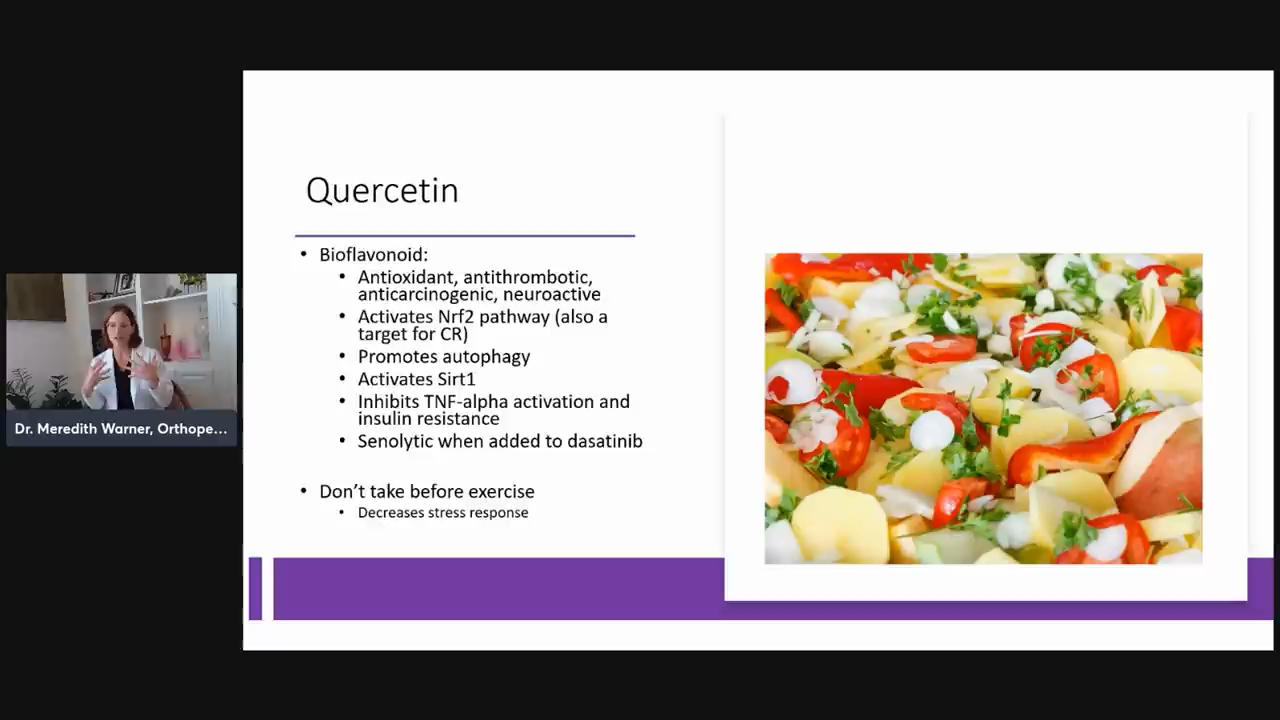 Quercetin
• Bioflavonoid:
• Antioxidant, antithrombotic,
anticarcinogenic, neuroactive
• Activates Nrf2 pathway (also a
target for CR)
• Promotes autophagy
• Activates Sirt1
• Inhibits TNF-alpha activation and
insulin resistance
• Senolytic when added to dasatinib
• Don’t take before exercise
• Decreases stress response
Dr. Meredith Warner, Orthope...